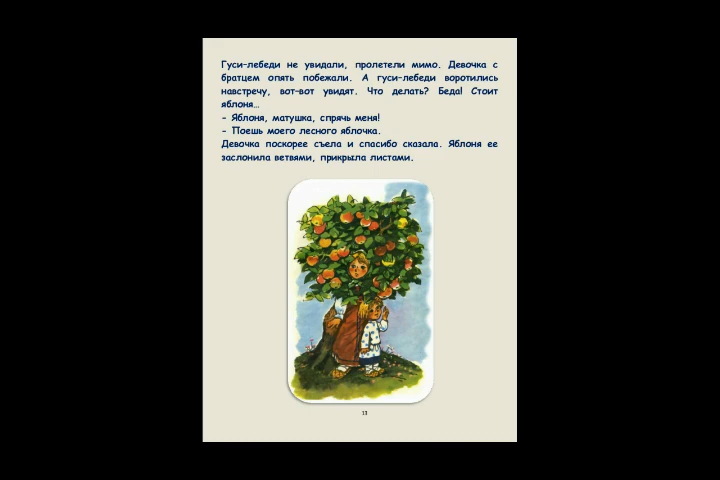 Гуси-лебеди не увидали, пролетели мимо. Девочка с
братцем опять побежали. А гуси-лебеди воротились
навстречу, вот-вот увидят. Что делать? Беда! Стоит
яблоня…
- Яблоня, матушка, спрячь меня!
- Поешь моего лесного яблочка.
Девочка поскорее съела и спасибо сказала. Яблоня ее
заслонила ветвями, прикрыла листами.
13